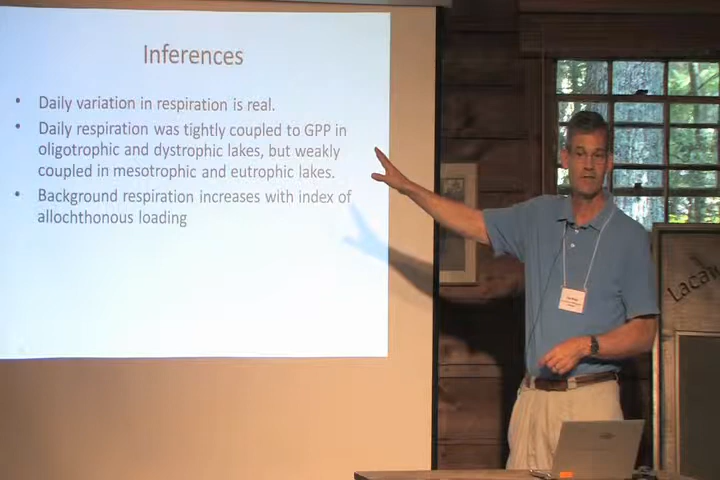 Inferences
• Daily variation in respiration is real.
• Daily respiration was tightly coupled to GPP in
oligotrophic and dystrophic lakes, but weakly
coupled in mesotrophic and eutrophic lakes.
• Background respiration increases with index of
allochthonous loading
Lacaw